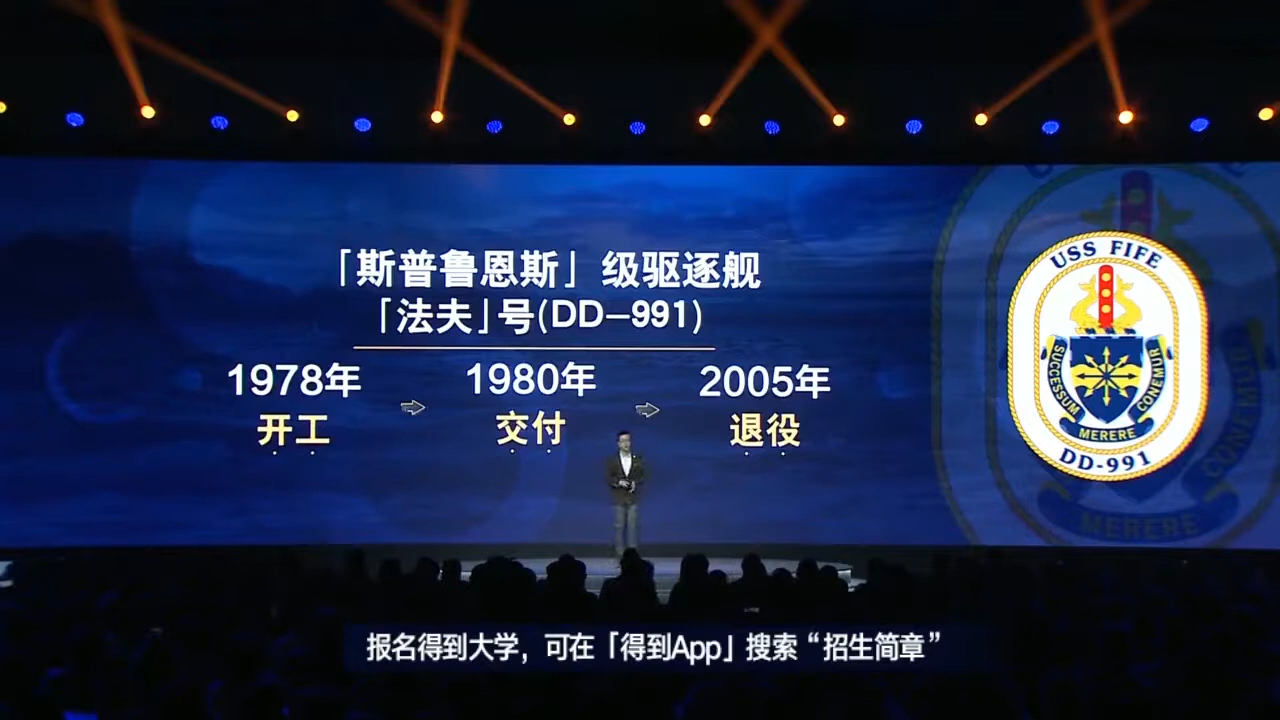 「斯普鲁恩斯」级驱逐舰
「法夫」号(DD-991)
1978年
开工
1980年
交付
2005年
退役
USS FIFE
SUCCESSUM
MERERE
CONEMUR
DD-991
CONEMUR
MERERE
报名得到大学，可在「得到App」搜索“招生简章”